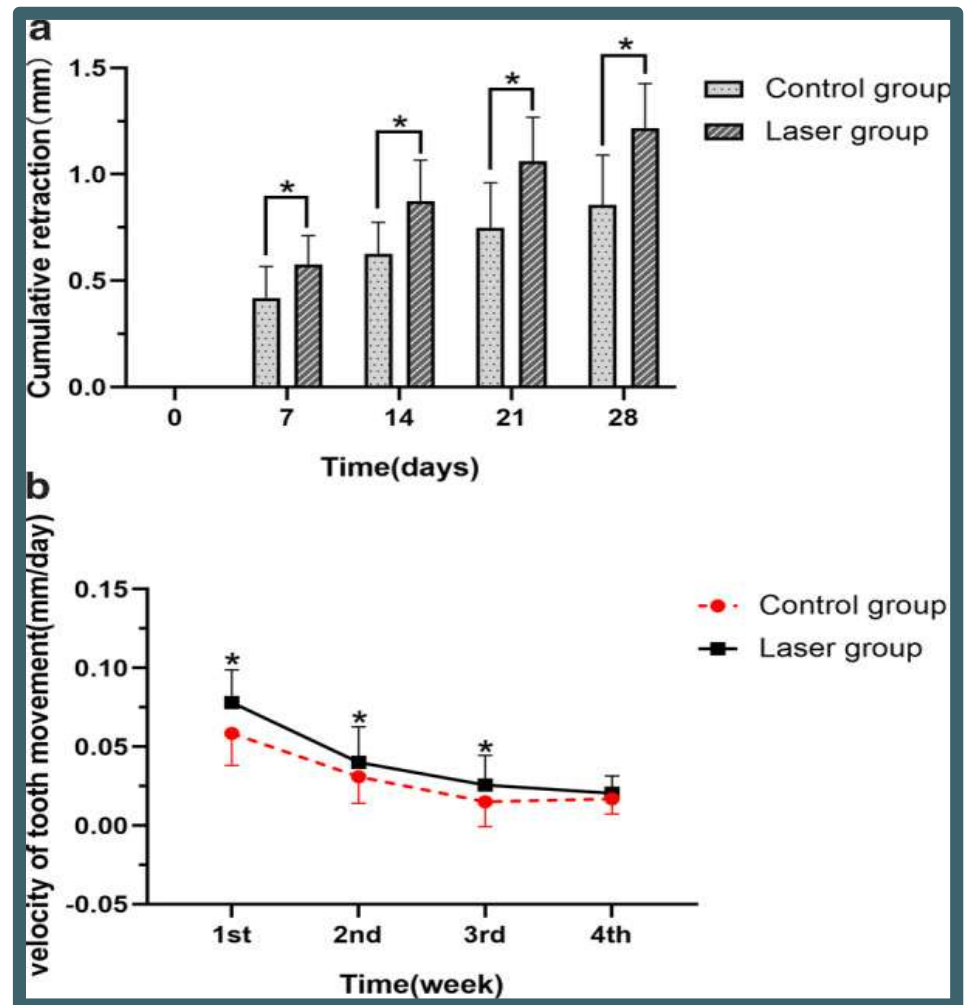 a
Cumulative retraction(mm)
1.5
1.0
0.5
0.0
* * * *
0 7 14 21 28
Time(days)
Control group
Laser group
b
velocity of tooth movement(mm/day)
0.15
0.10
0.05
0.00
-0.05
* * *
1st 2nd 3rd 4th
Time(week)
Control group
Laser group